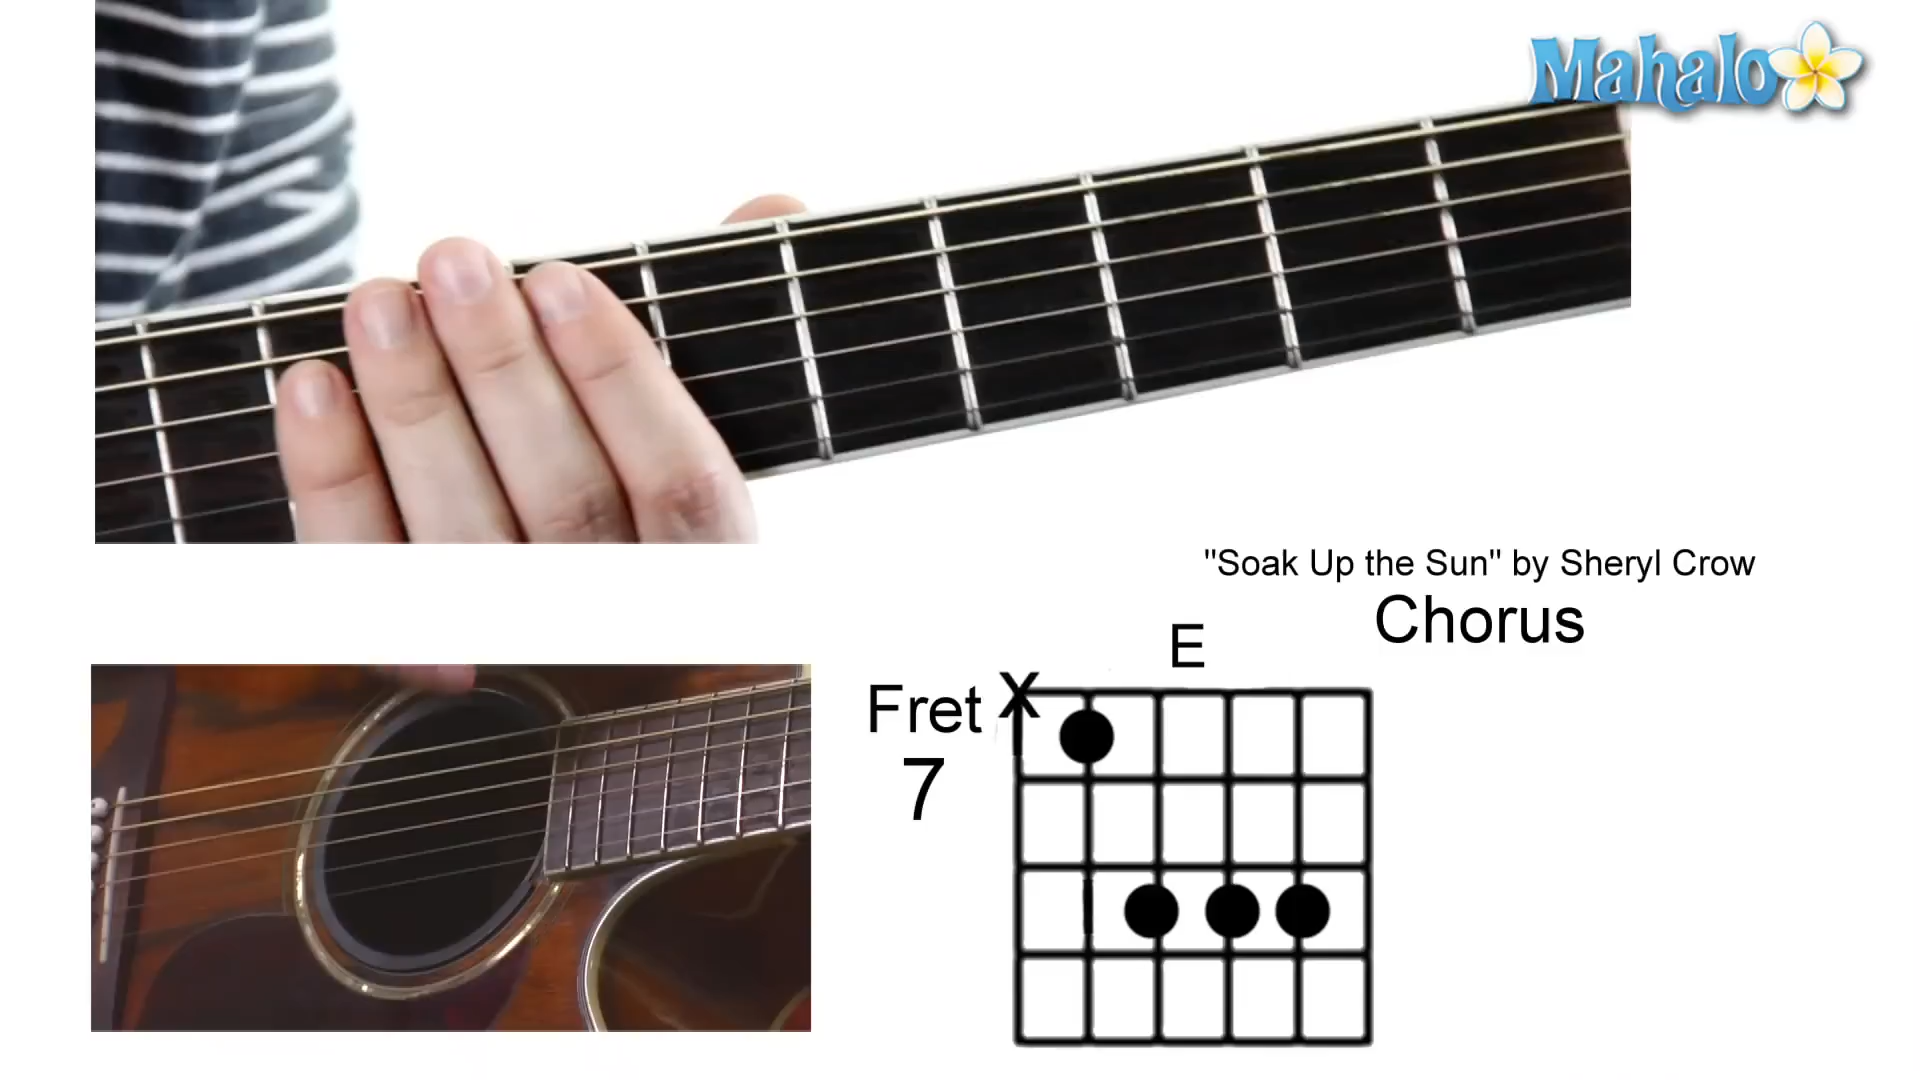 Mahalo
"Soak Up the Sun" by Sheryl Crow
Chorus
E
Fret
X
7